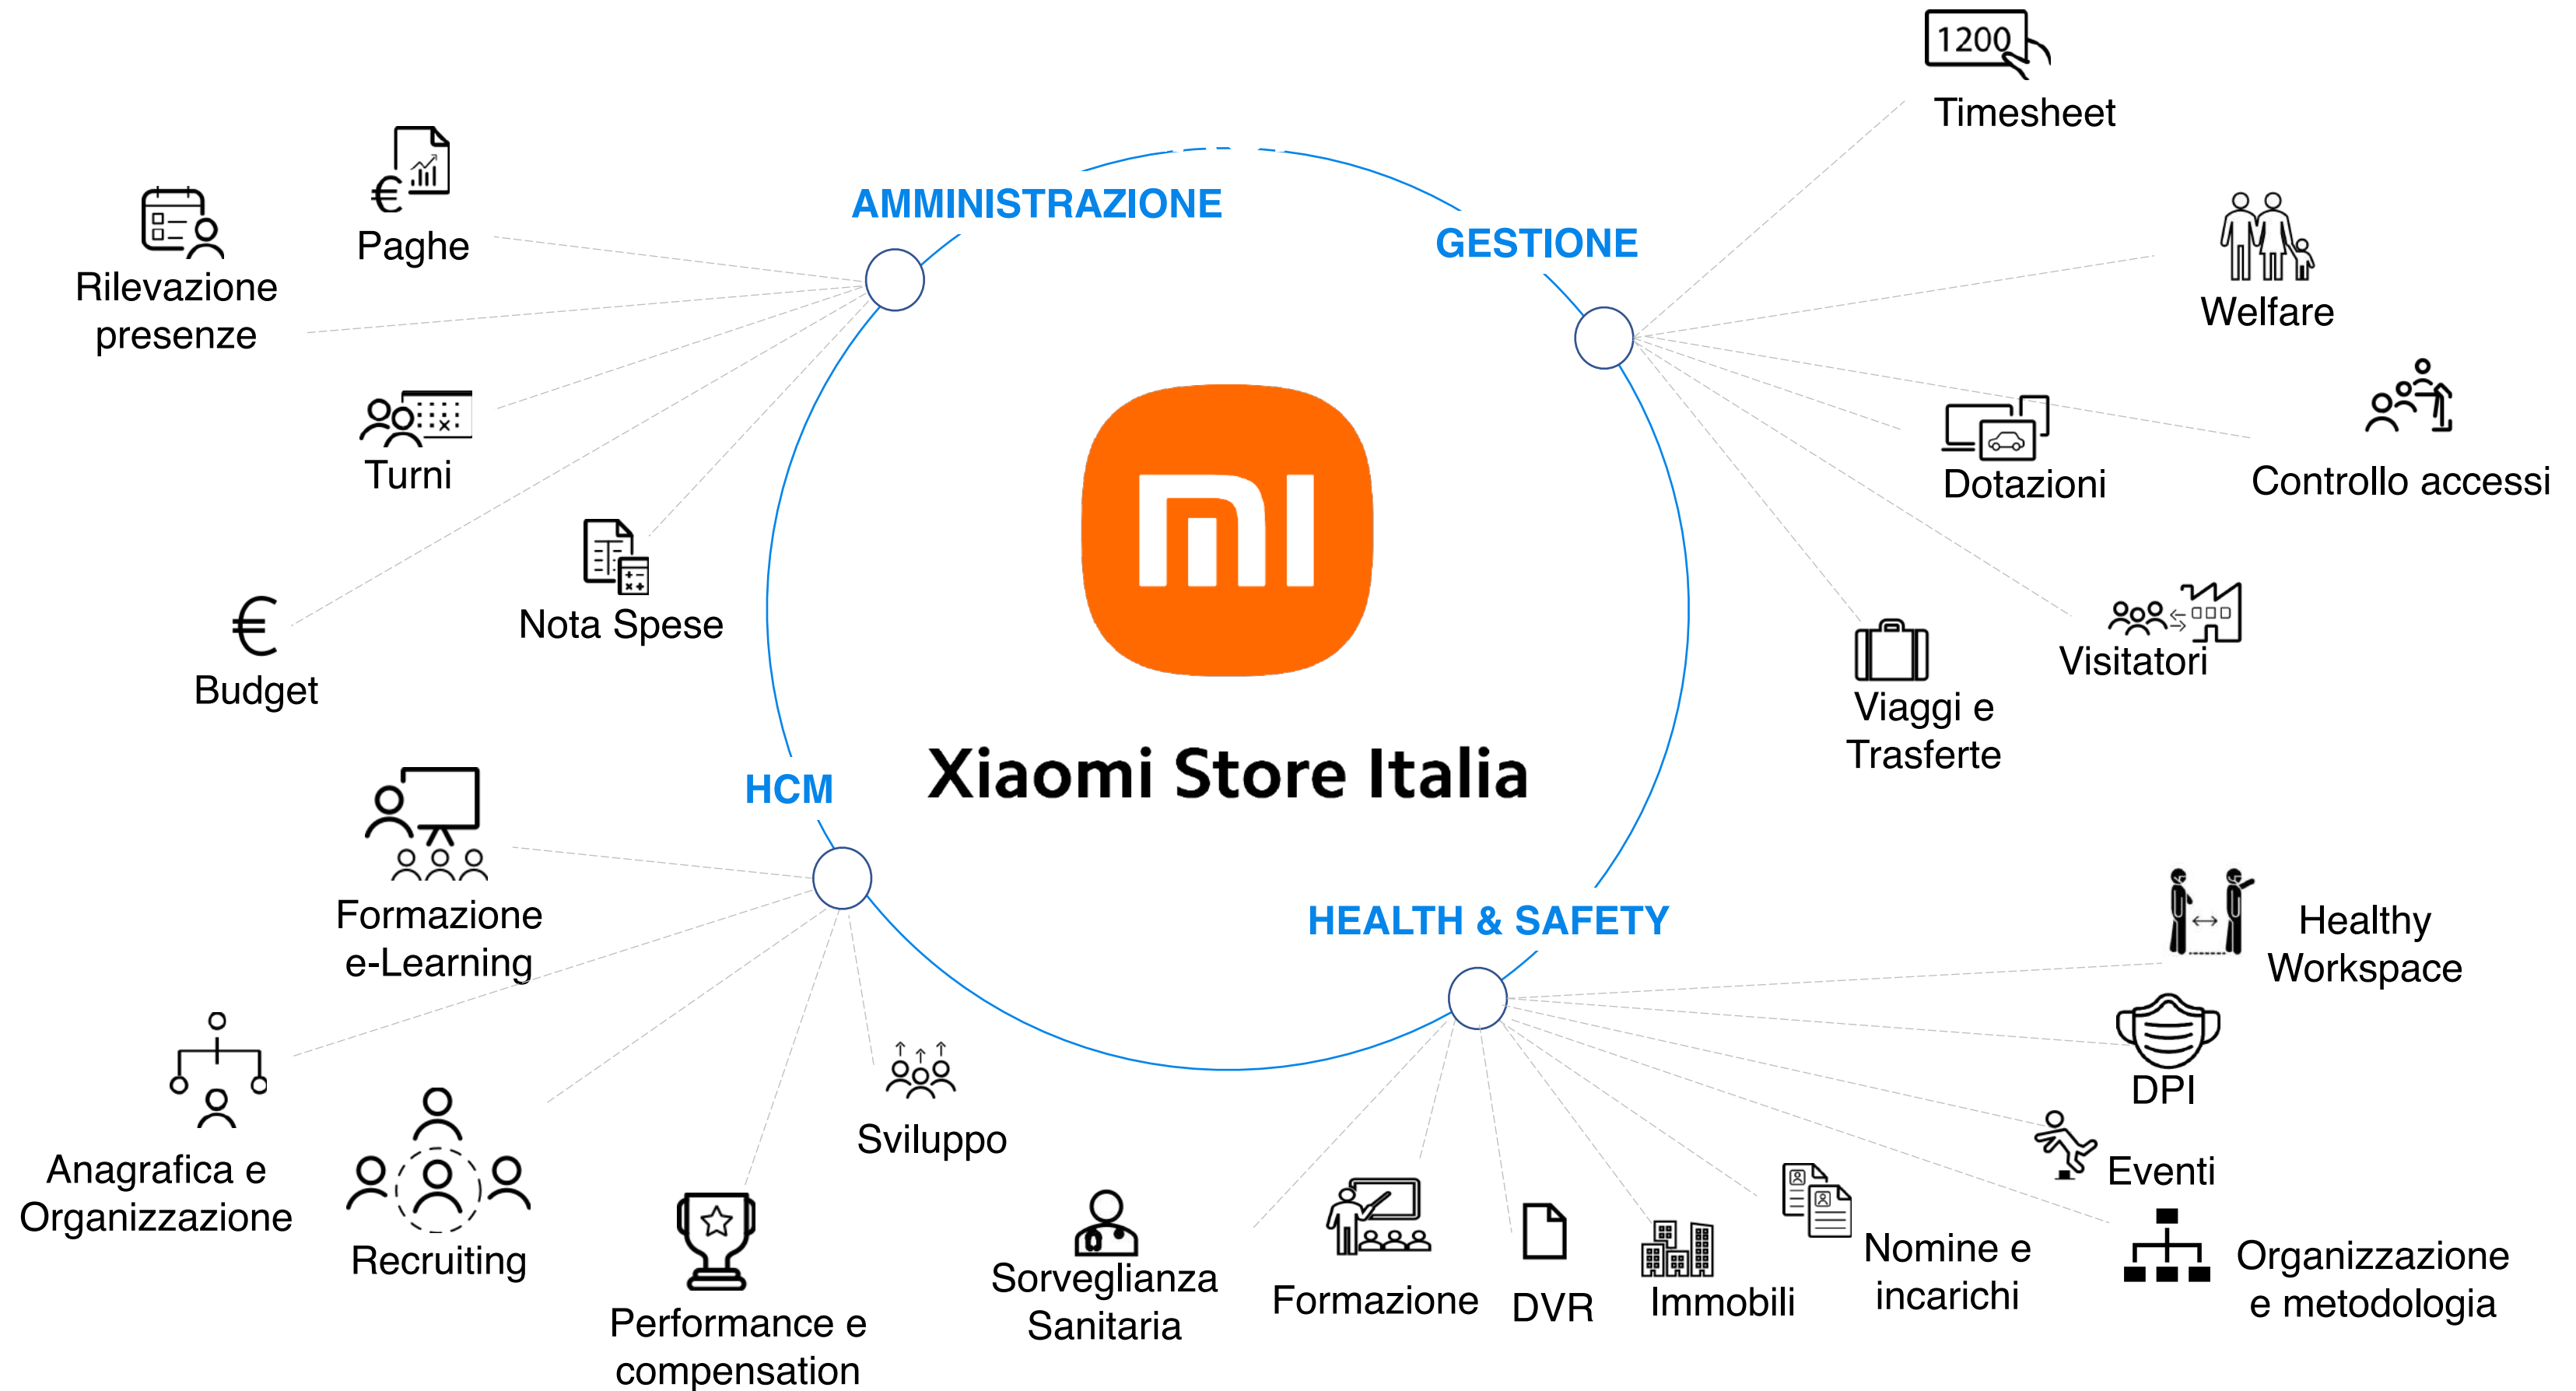 1200
Timesheet
AMMINISTRAZIONE
GESTIONE
Paghe
Rilevazione
presenze
Turni
Nota Spese
Budget
Welfare
Dotazioni
Controllo accessi
Visitatori
Viaggi e
Trasferte
mi
Xiaomi Store Italia
HCM
Formazione
e-Learning
Anagrafica e
Organizzazione
Recruiting
Performance e
compensation
Sviluppo
HEALTH & SAFETY
Healthy
Workspace
DPI
Eventi
Organizzazione
e metodologia
Nomine e
incarichi
Immobili
DVR
Formazione
Sorveglianza
Sanitaria